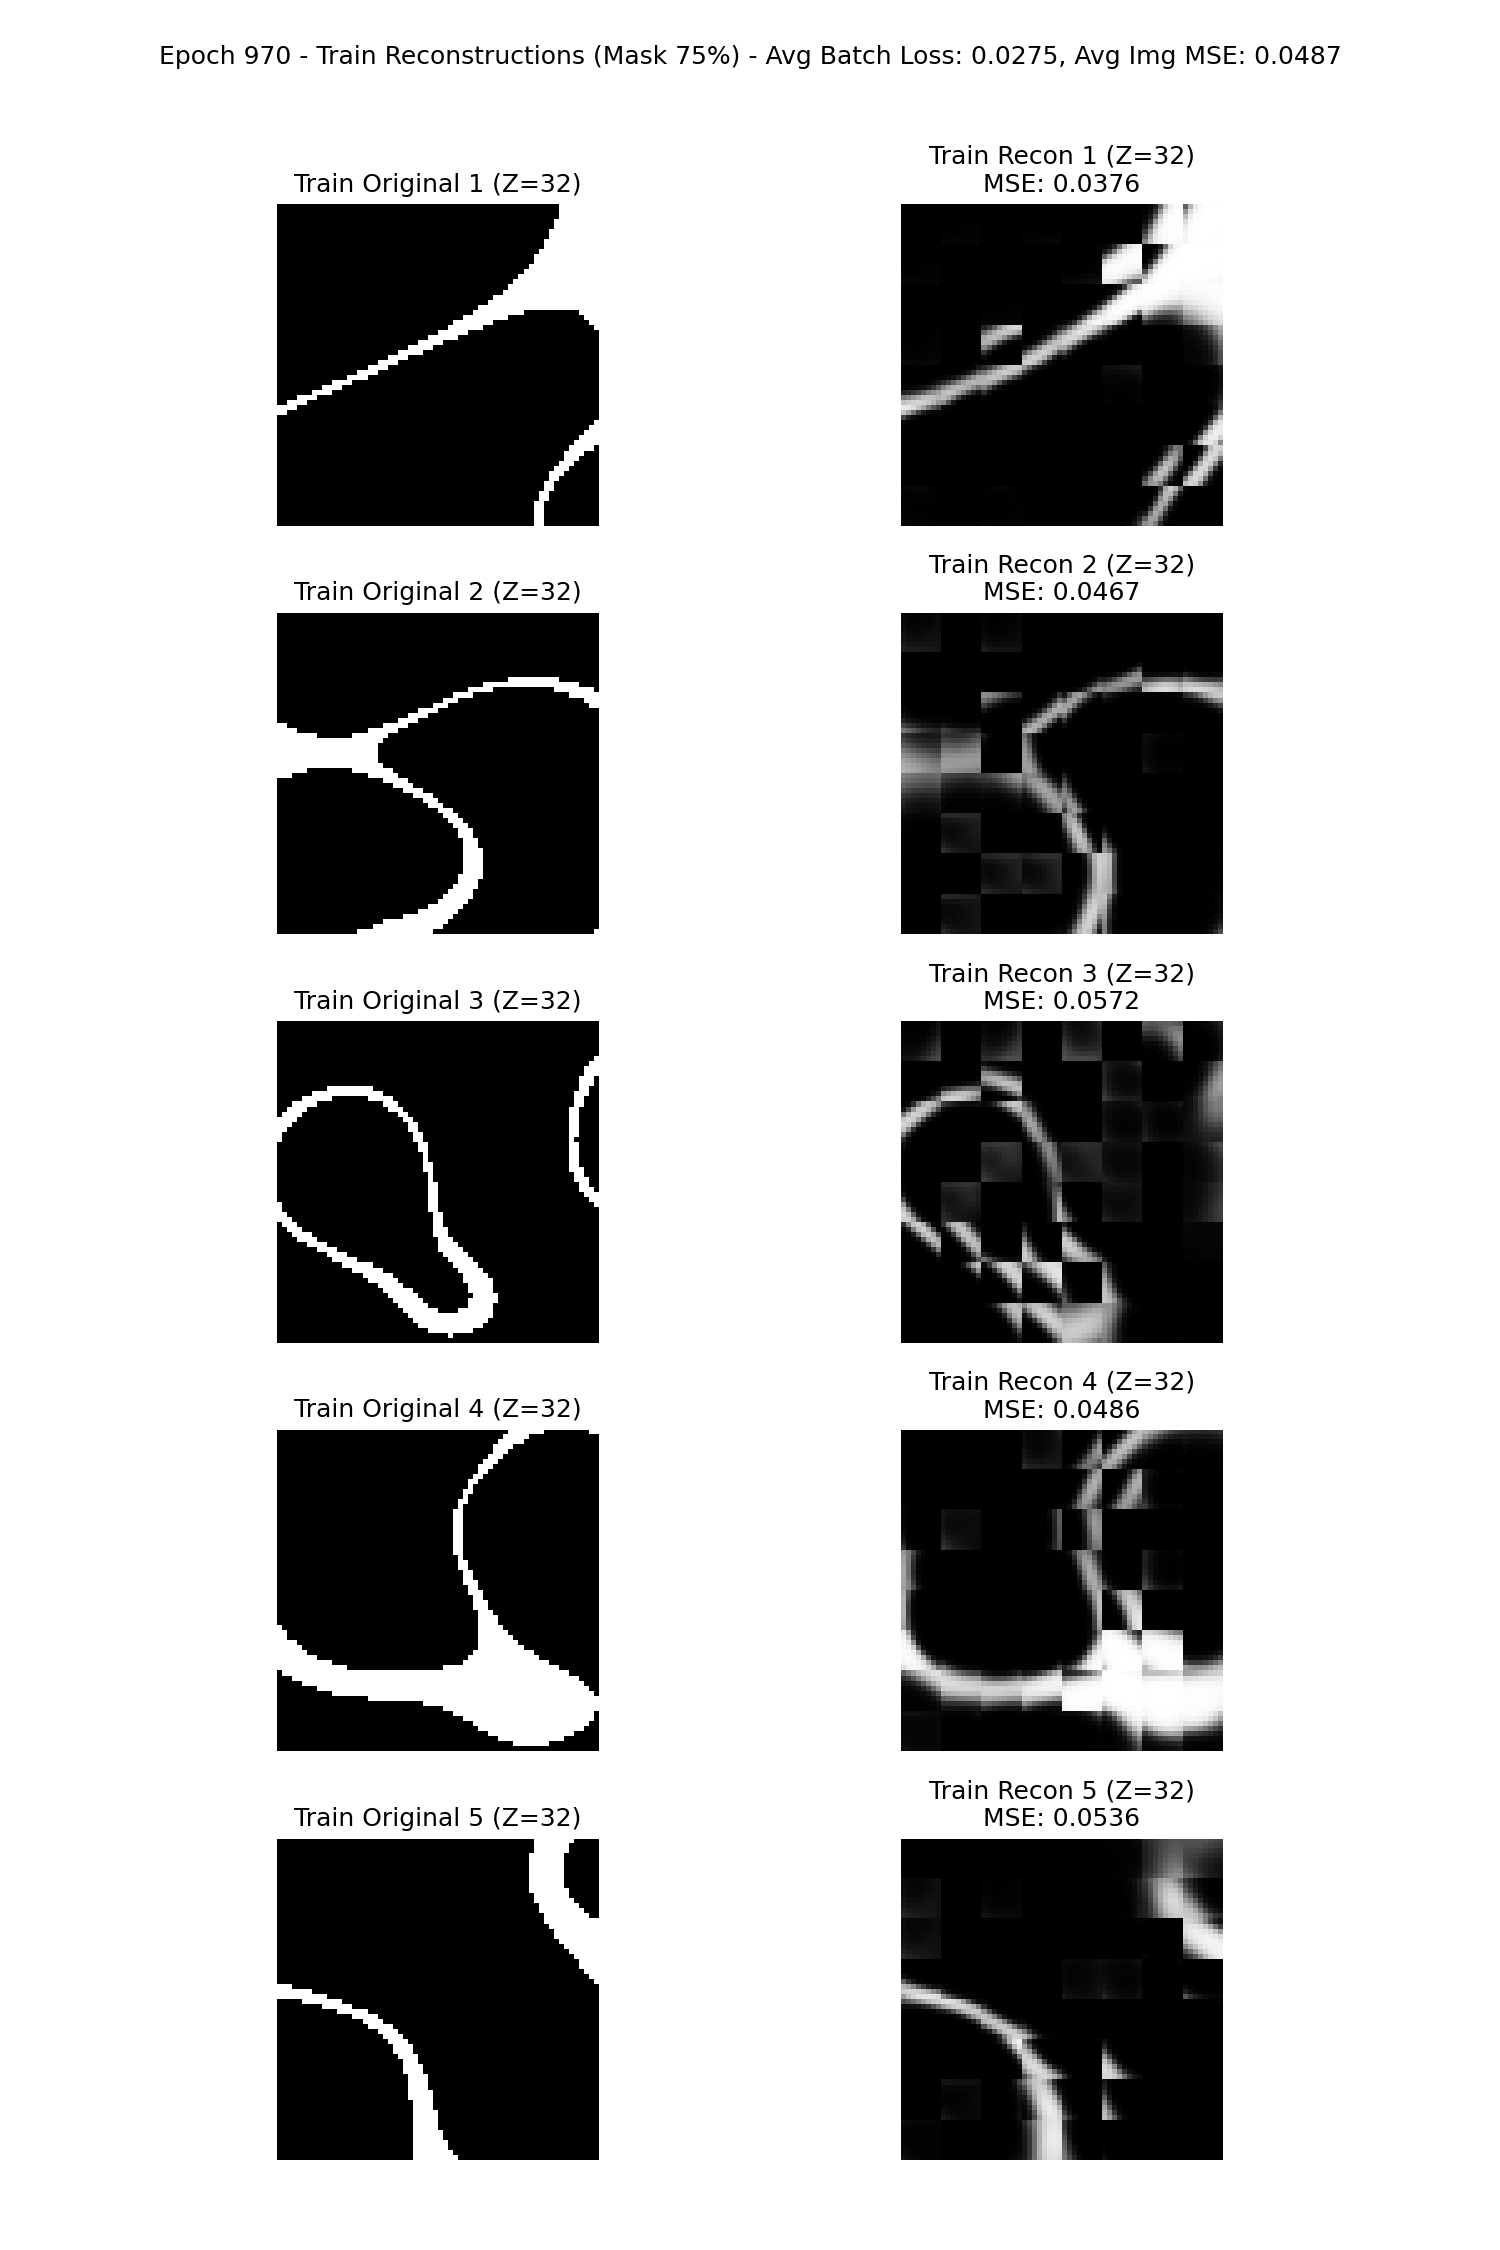 Epoch 970 - Train Reconstructions (Mask 75%) - Avg Batch Loss: 0.0275, Avg Img MSE: 0.0487
Train Original 1 (Z=32)
Train Recon 1 (Z=32)
MSE: 0.0376
Train Original 2 (Z=32)
Train Recon 2 (Z=32)
MSE: 0.0467
Train Original 3 (Z=32)
Train Recon 3 (Z=32)
MSE: 0.0572
Train Original 4 (Z=32)
Train Recon 4 (Z=32)
MSE: 0.0486
Train Original 5 (Z=32)
Train Recon 5 (Z=32)
MSE: 0.0536